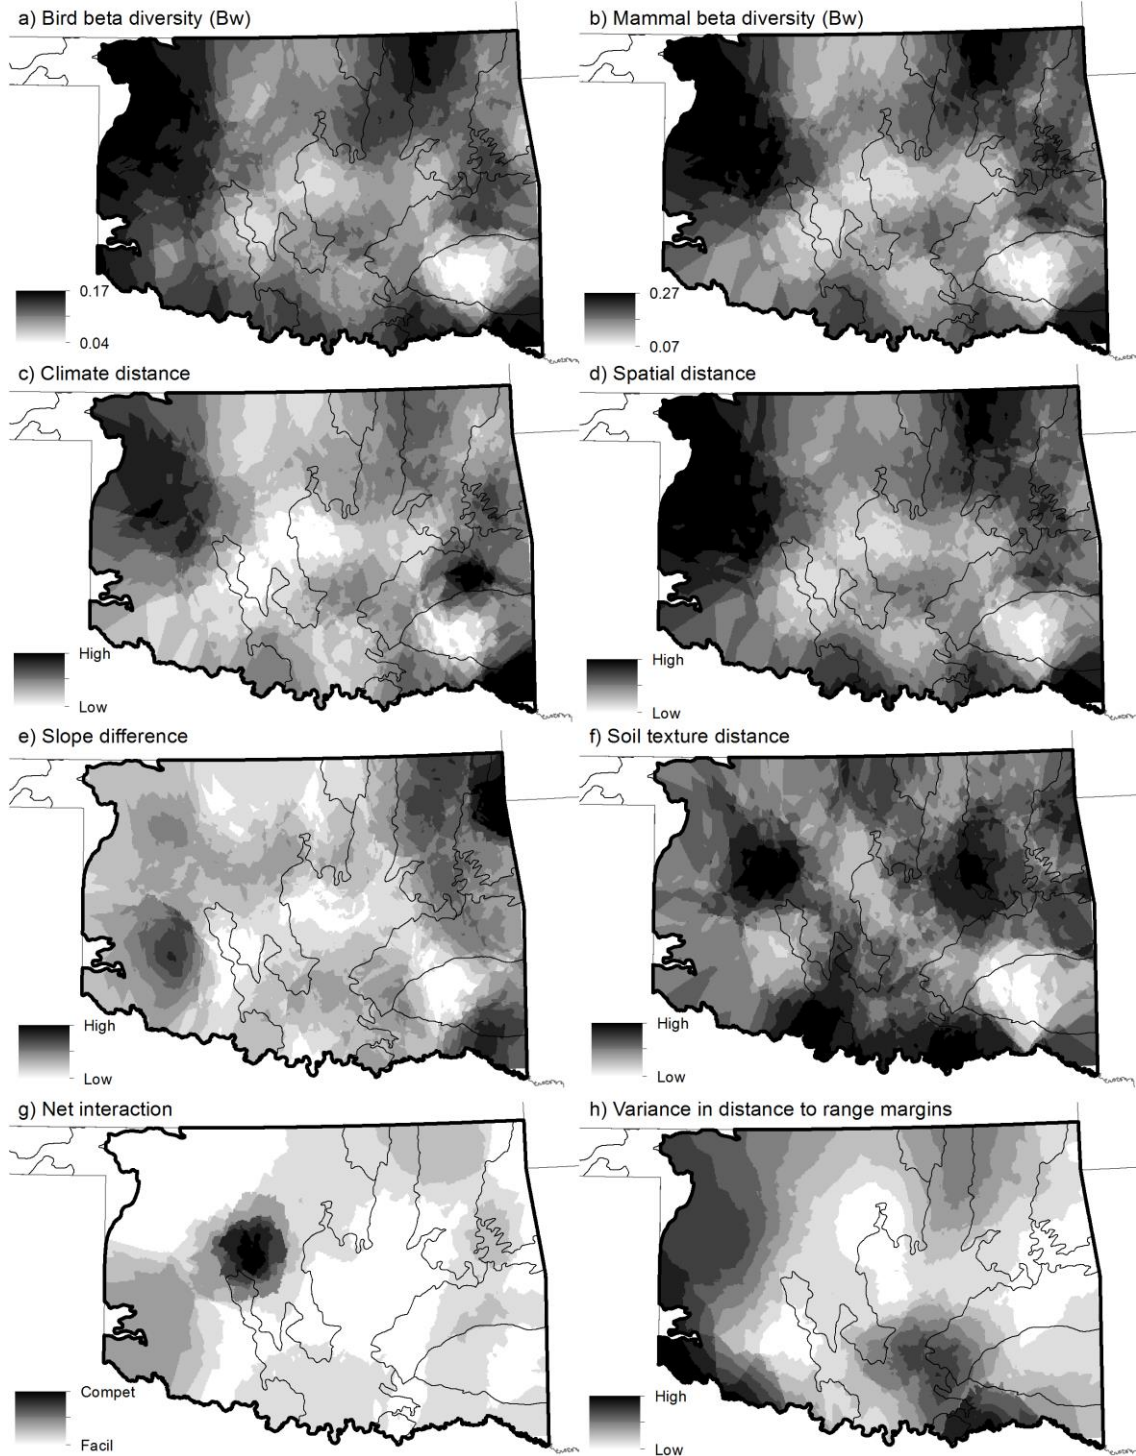 a) Bird beta diversity (Bw)
b) Mammal beta diversity (Bw)
0.17
0.04
0.27
0.07
c) Climate distance
d) Spatial distance
High
Low
High
Low
e) Slope difference
f) Soil texture distance
High
Low
High
Low
g) Net interaction
h) Variance in distance to range margins
Compet
Facil
High
Low